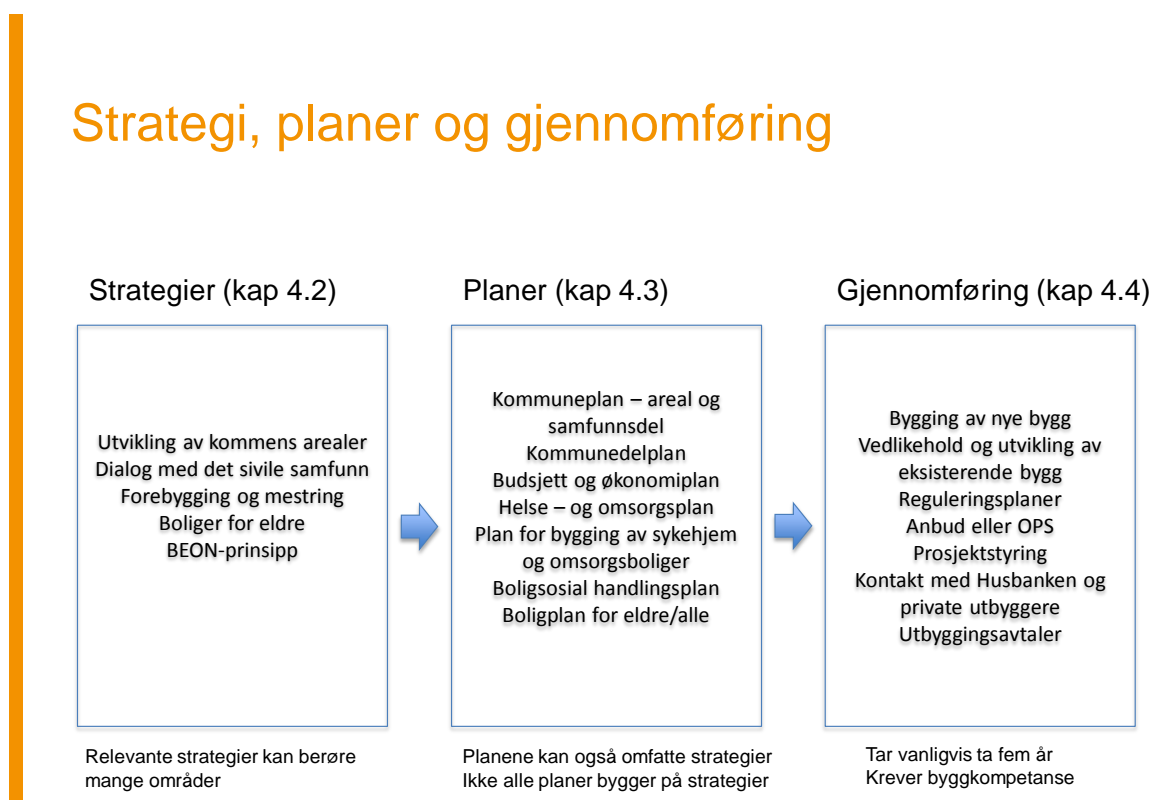 Strategi, planer og gjennomføring
Strategier (kap 4.2)
Utvikling av kommens arealer
Dialog med det sivile samfunn
Forebygging og mestring
Boliger for eldre
BEON-prinsipp
Relevante strategier kan berøre
mange områder
Planer (kap 4.3)
Kommuneplan – areal og
samfunnsdel
Kommunedelplan
Budsjett og økonomiplan
Helse – og omsorgsplan
Plan for bygging av sykehjem
og omsorgsboliger
Boligsosial handlingsplan
Boligplan for eldre/alle
Planene kan også omfatte strategier
Ikke alle planer bygger på strategier
Gjennomføring (kap 4.4)
Bygging av nye bygg
Vedlikehold og utvikling av
eksisterende bygg
Reguleringsplaner
Anbud eller OPS
Prosjektstyring
Kontakt med Husbanken og
private utbyggere
Utbyggingsavtaler
Tar vanligvis ta fem år
Krever byggkompetanse